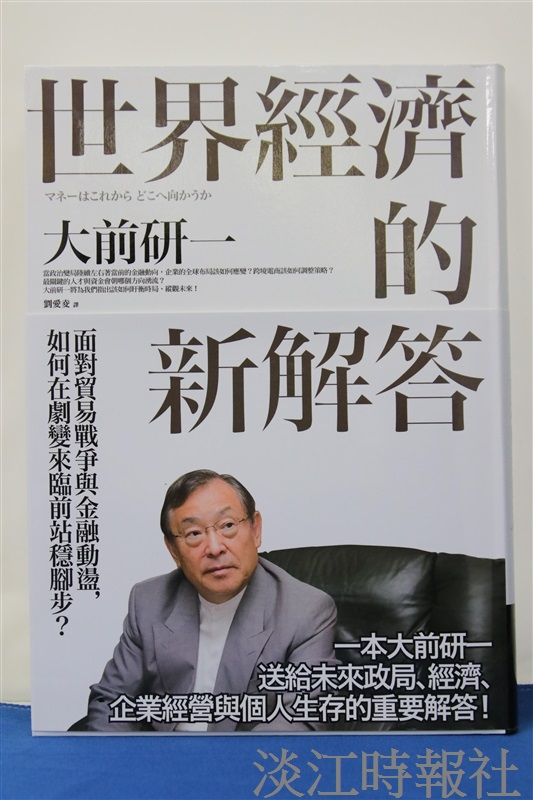 世界經濟
的
新解答
マネーはこれから どこへ向かうか
大前研一
當政治變局陸續左右著當前的金融動向，企業的全球布局該如何應變？跨境電商該如何調整策略？
最關鍵的人才與資金會朝哪個方向湧流？
大前研一將為我們指出該如何盱衡時局、縱觀未來！
劉愛夌 譯
面對貿易戰爭與金融動盪，
如何在劇變來臨前站穩腳步？
一本大前研一
送給未來政局、經濟、
企業經營與個人生存的重要解答！
淡江時報社